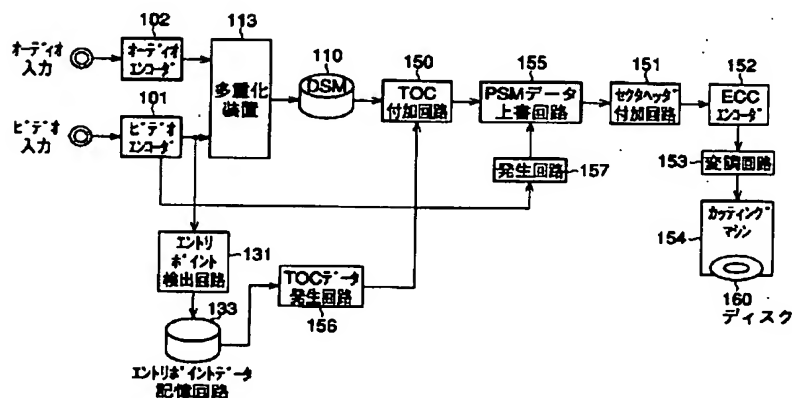 オーディオ
入力
102
オーディオ
エンコーダ
ビデオ
入力
101
ビデオ
エンコーダ
113
多重化
装置
110
DSM
150
TOC
付加回路
155
PSMデータ
上書回路
151
セクタヘッダ
付加回路
152
ECC
エンコーダ
発生回路
157
153
変調回路
154
カッティング
マシン
160
ディスク
エントリ
ポイント
検出回路
131
133
エントリポイントデータ
記憶回路
TOCデータ
発生回路
156